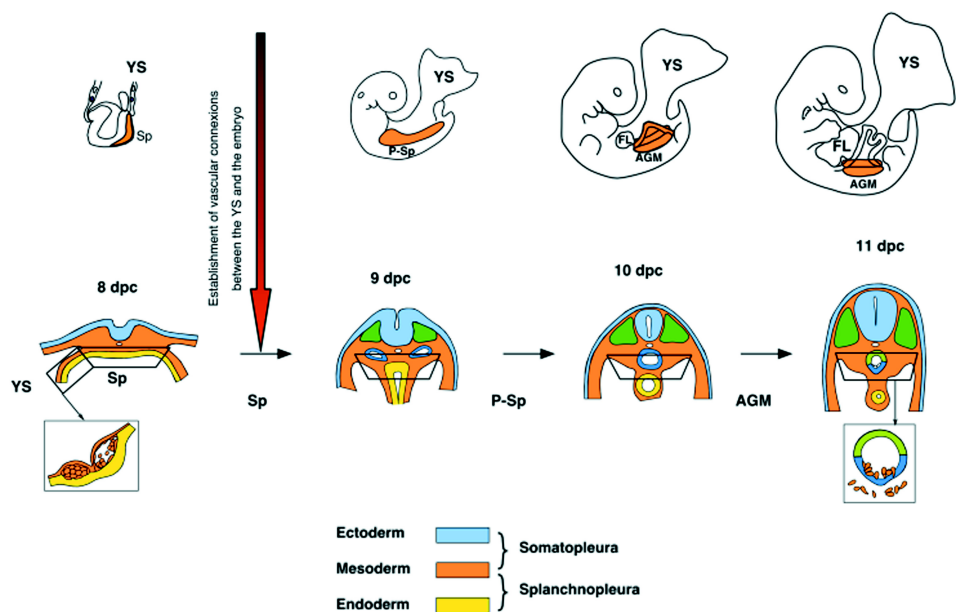 YS
Sp
Establishment of vascular connexions
between the YS and the embryo
YS
P-Sp
YS
FL
AGM
YS
FL
AGM
8 dpc
9 dpc
10 dpc
11 dpc
YS
Sp
Sp
P-Sp
AGM
Ectoderm
Somatopleura
Mesoderm
Splanchnopleura
Endoderm